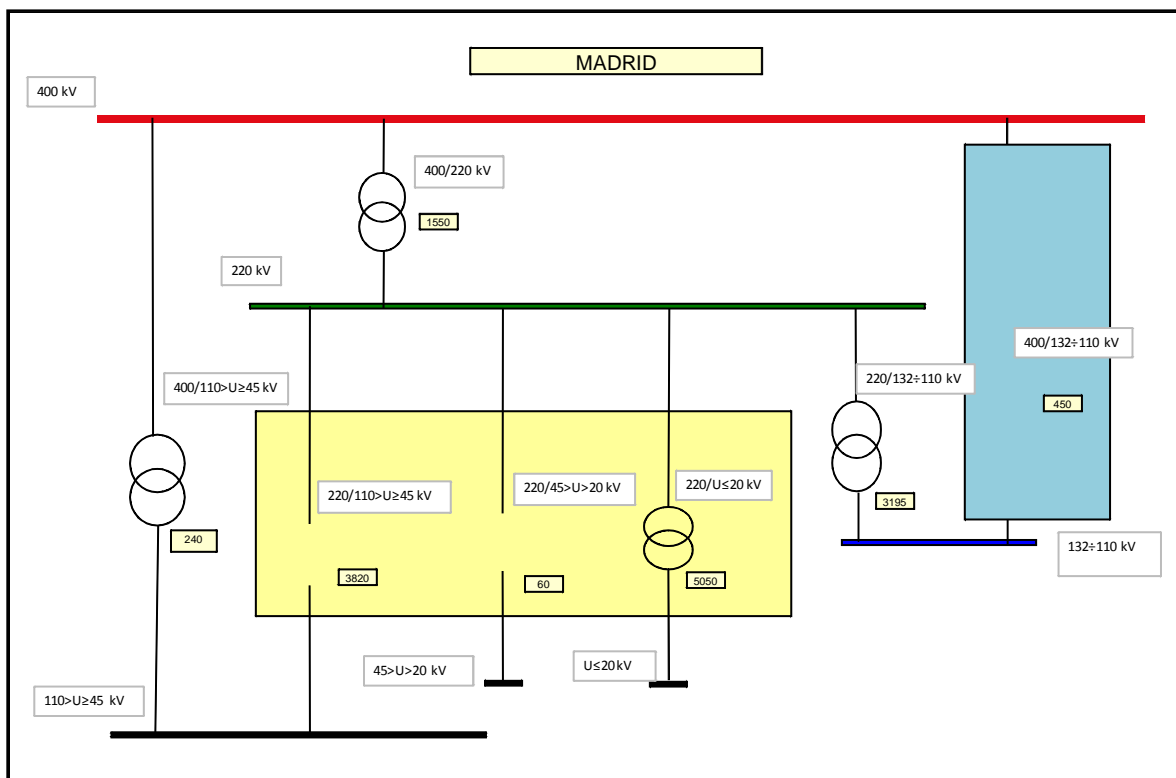 MADRID
400 kV
400/220 kV
1550
220 kV
400/132÷110 kV
220/132÷110 kV
400/110>U≥45 kV
450
220/110>U≥45 kV
220/45>U>20 kV
220/U≤20 kV
3195
240
132÷110 kV
3820
60
5050
45>U>20 kV
U≤20 kV
110>U≥45 kV